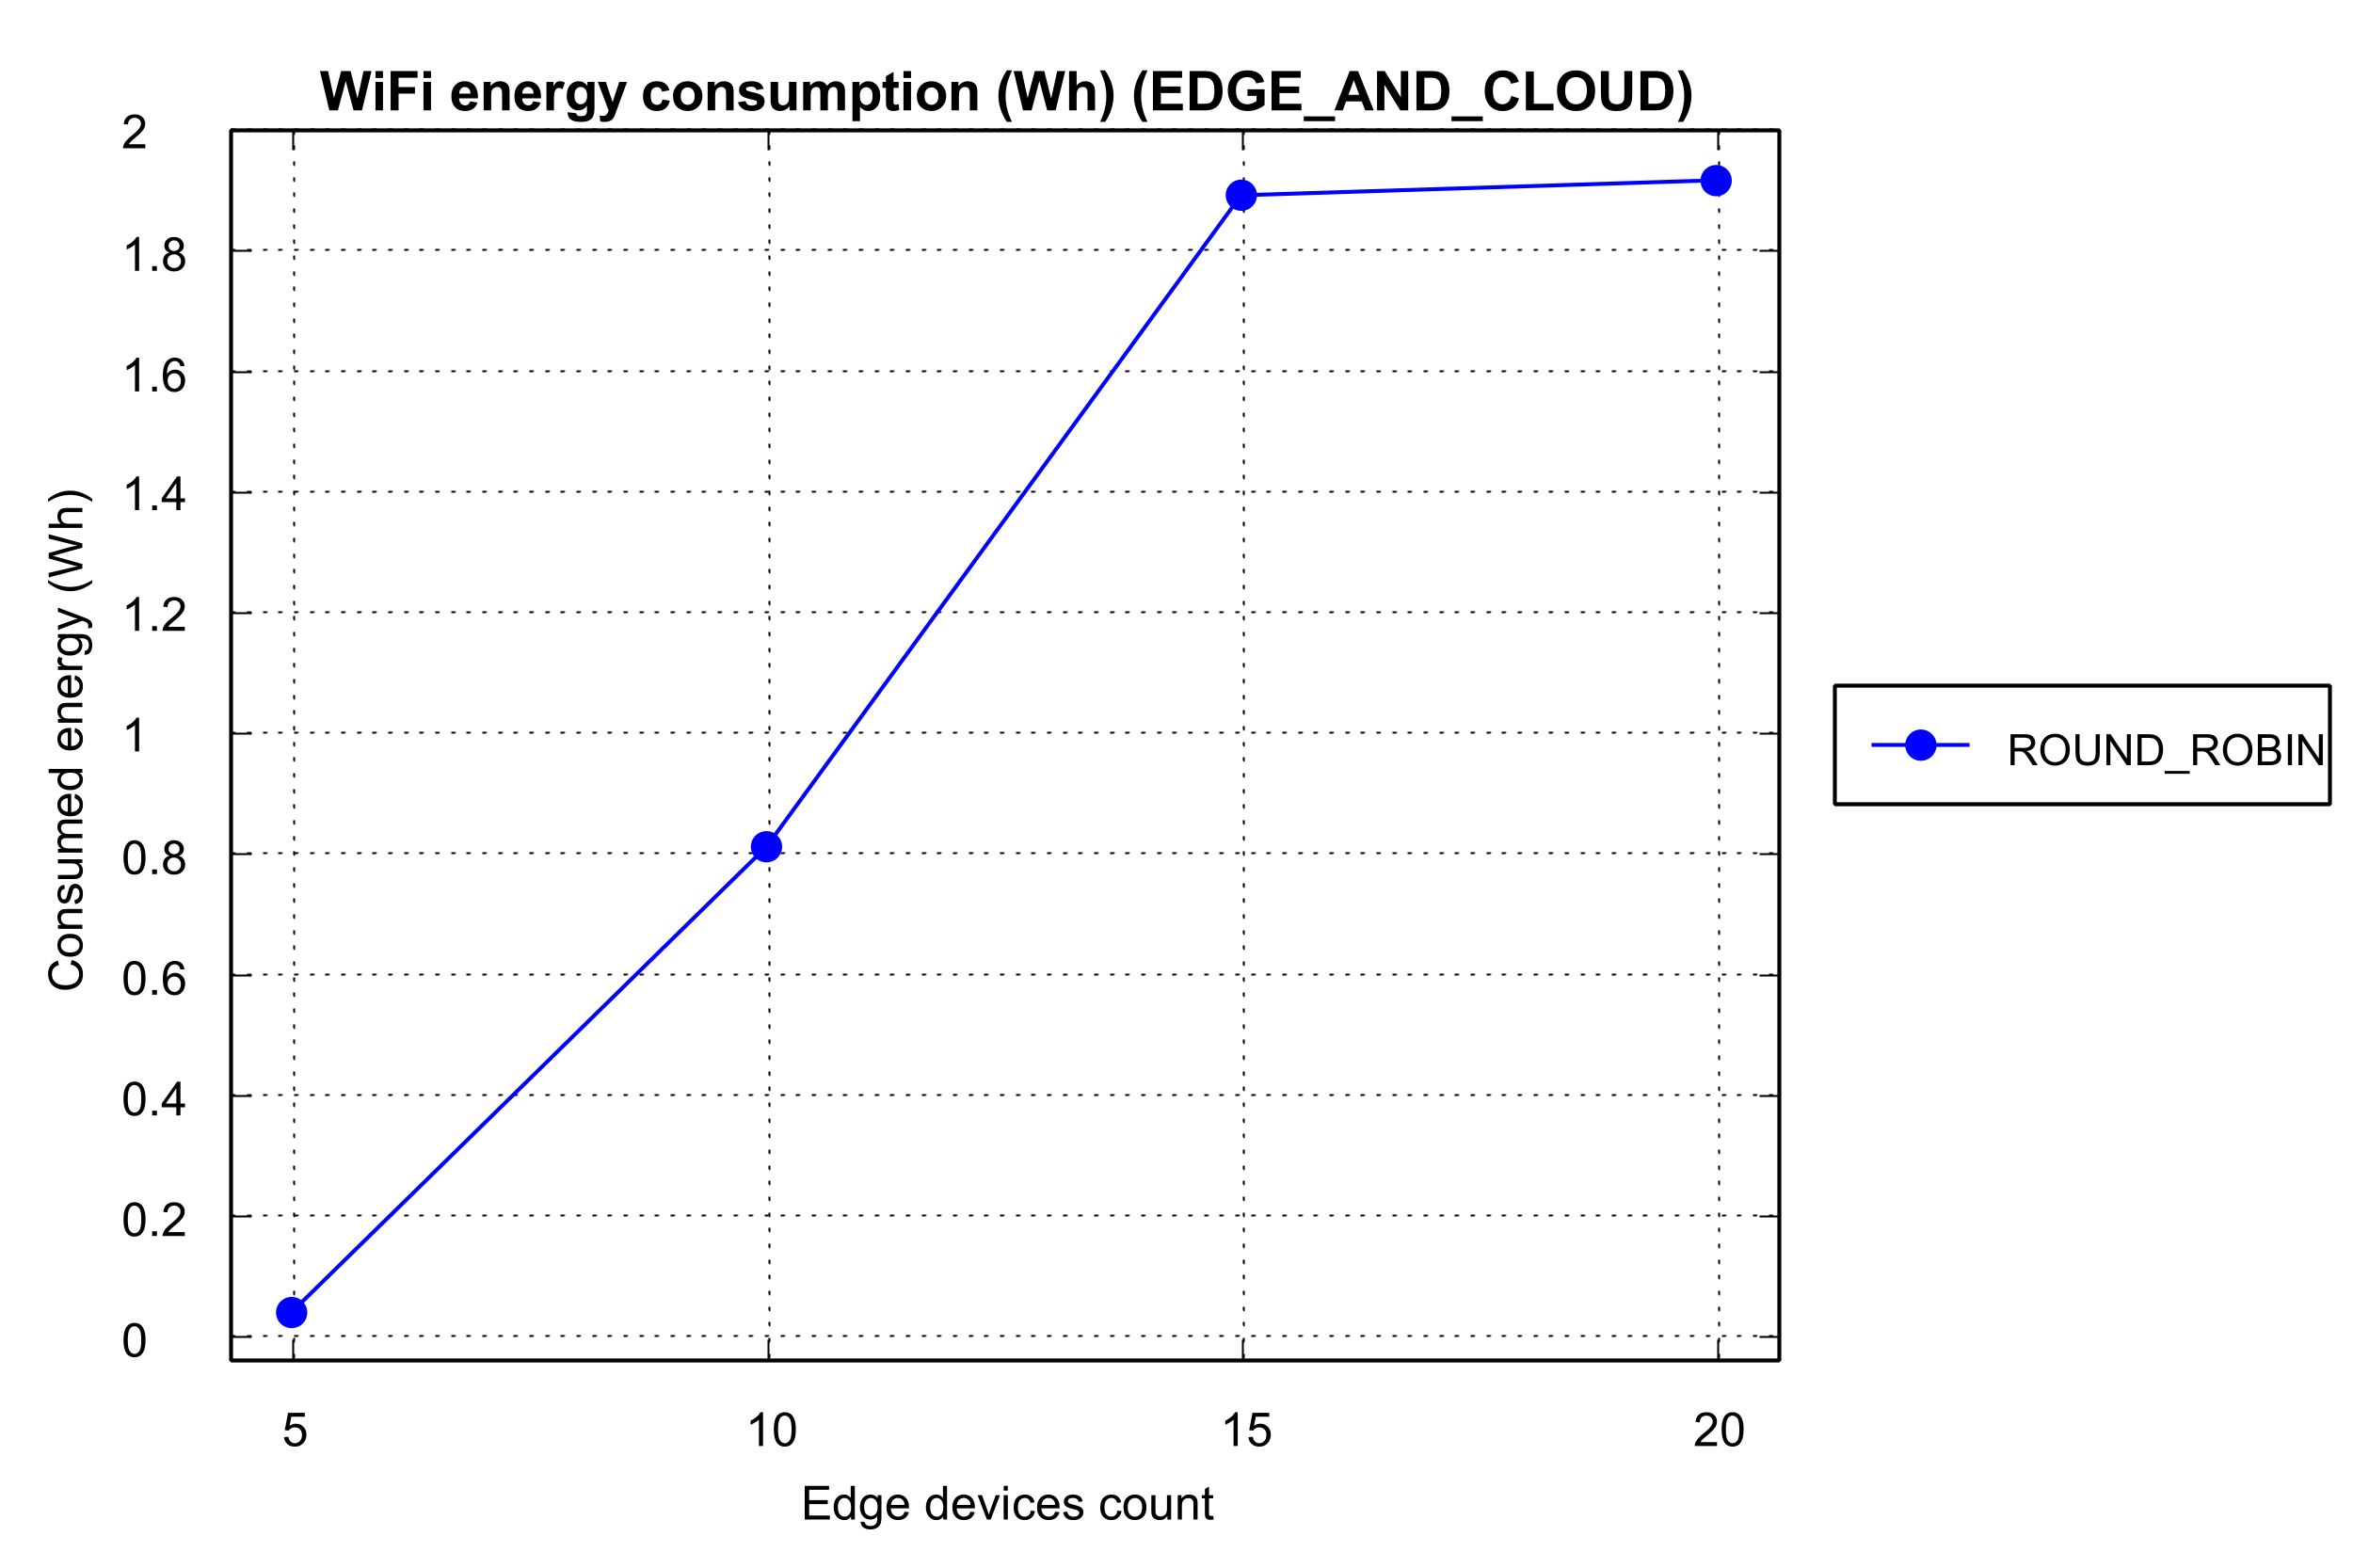 WiFi energy consumption (Wh) (EDGE_AND_CLOUD)
2
1.8
1.6
1.4
1.2
1
0.8
0.6
0.4
0.2
0
Consumed energy (Wh)
ROUND_ROBIN
5 10 15 20
Edge devices count